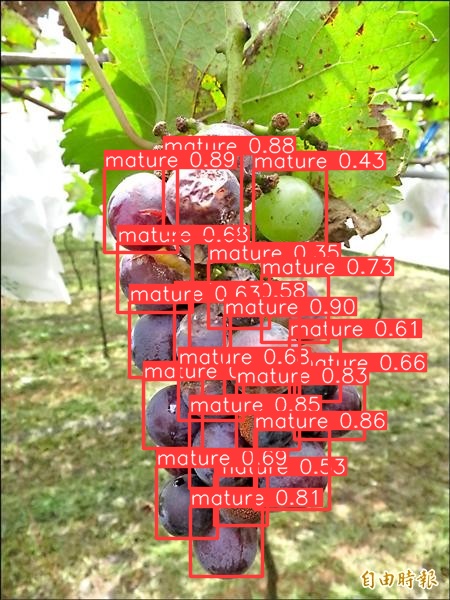 mature 0.88
mature 0.89
mature 0.43
mature 0.68
0.35
mature 0.73
mature 0.63
0.58
mature 0.90
mature 0.61
mature 0.63
mature 0.66
mature
mature 0.83
mature 0.85
mature 0.86
mature 0.69
mature 0.53
mature 0.81
自由時報